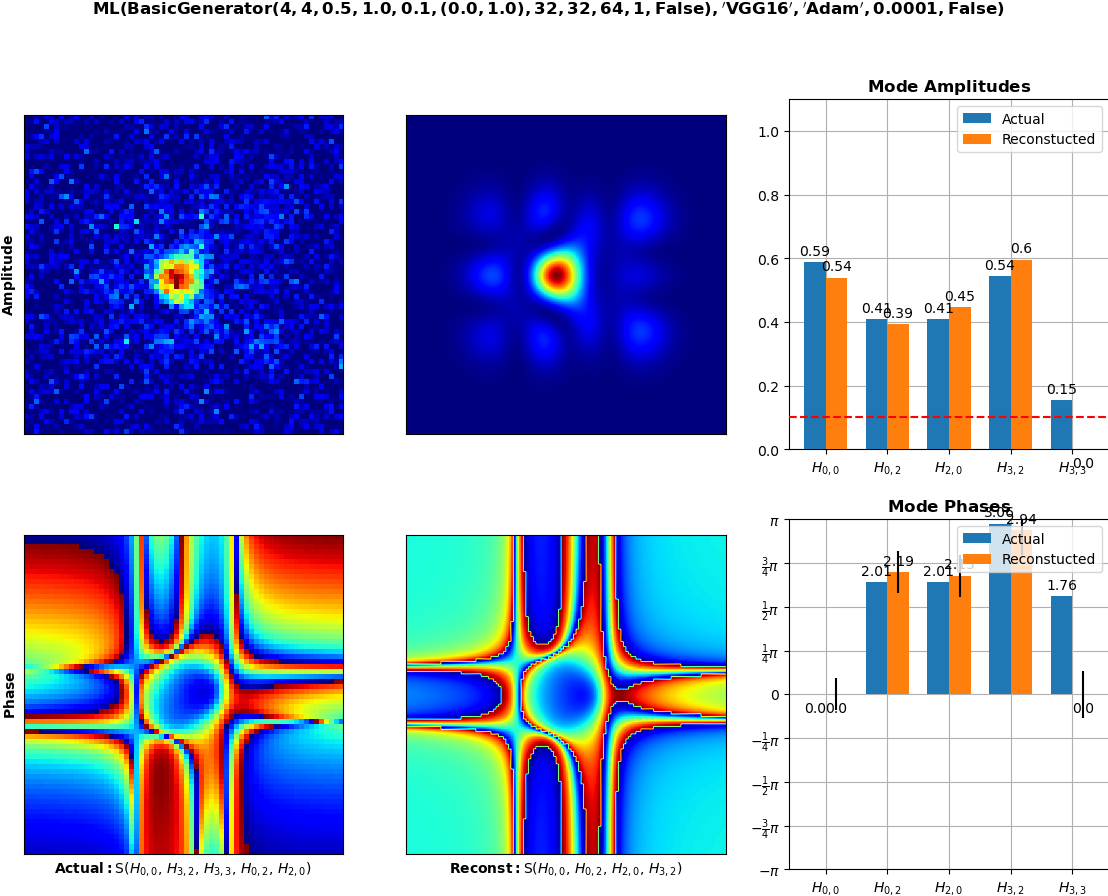 ML(BasicGenerator(4, 4, 0.5, 1.0, 0.1, (0.0, 1.0), 32, 32, 64, 1, False), 'VGG16', 'Adam', 0.0001, False)
Amplitude
Mode Amplitudes
Actual
Reconstucted
1.0
0.8
0.6
0.4
0.2
0.0
0.59
0.54
0.41
0.39
0.41
0.45
0.54
0.6
0.15
0.0
H0,0
H0,2
H2,0
H3,2
H3,3
Phase
Actual: S(H0,0, H3,2, H3,3, H0,2, H2,0)
Reconst: S(H0,0, H0,2, H2,0, H3,2)
Mode Phases
Actual
Reconstucted
π
3/4π
1/2π
1/4π
0
−1/4π
−1/2π
−3/4π
−π
2.01
2.19
2.01
3.06
2.94
1.76
0.0
H0,0
H0,2
H2,0
H3,2
H3,3